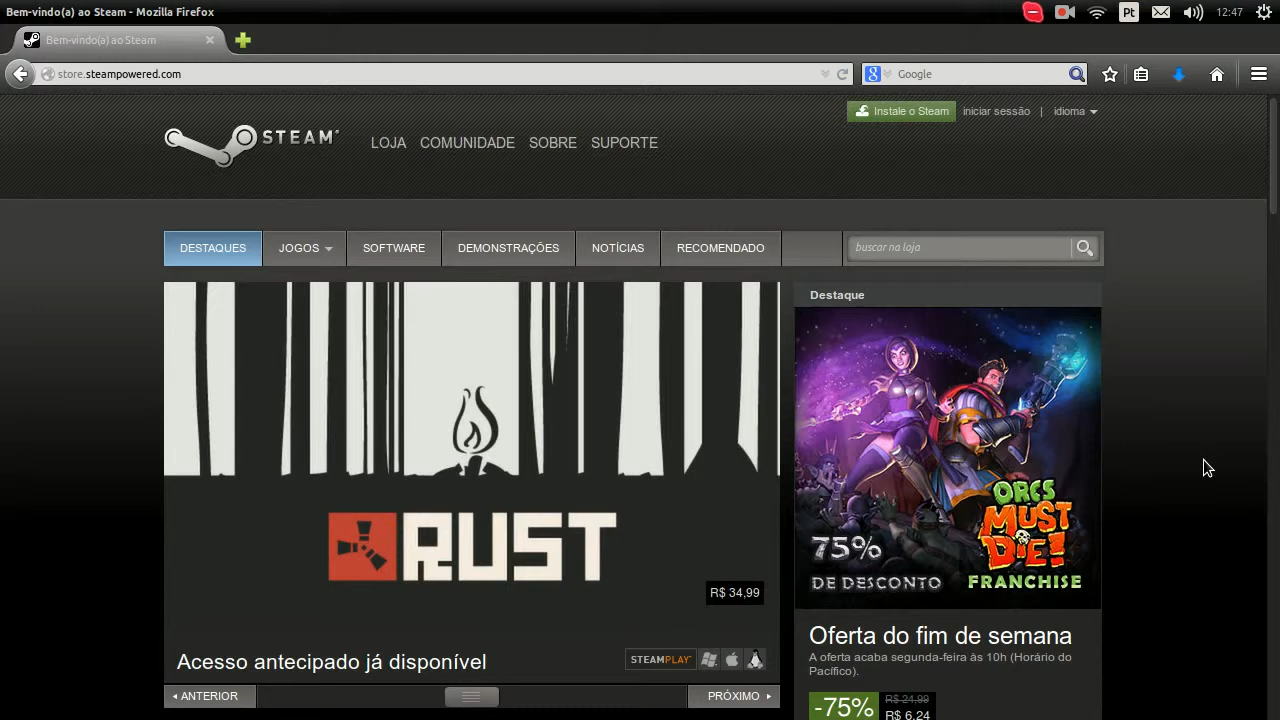 Bem-vindo(a) ao Steam - Mozilla Firefox
Pt
12:47
Bem-vindo(a) ao Steam
store.steampowered.com
Google
Instale o Steam
iniciar sessão | idioma
STEAM
LOJA COMUNIDADE SOBRE SUPORTE
DESTAQUES JOGOS SOFTWARE DEMONSTRAÇÕES NOTÍCIAS RECOMENDADO
buscar na loja
RUST
R$ 34,99
Acesso antecipado já disponível
STEAMPLAY
ANTERIOR
PRÓXIMO
Destaque
75%
DE DESCONTO
ORCS
MUST
DIE!
FRANCHISE
Oferta do fim de semana
A oferta acaba segunda-feira às 10h (Horário do
Pacífico).
-75%
R$ 24,99
R$ 6,24